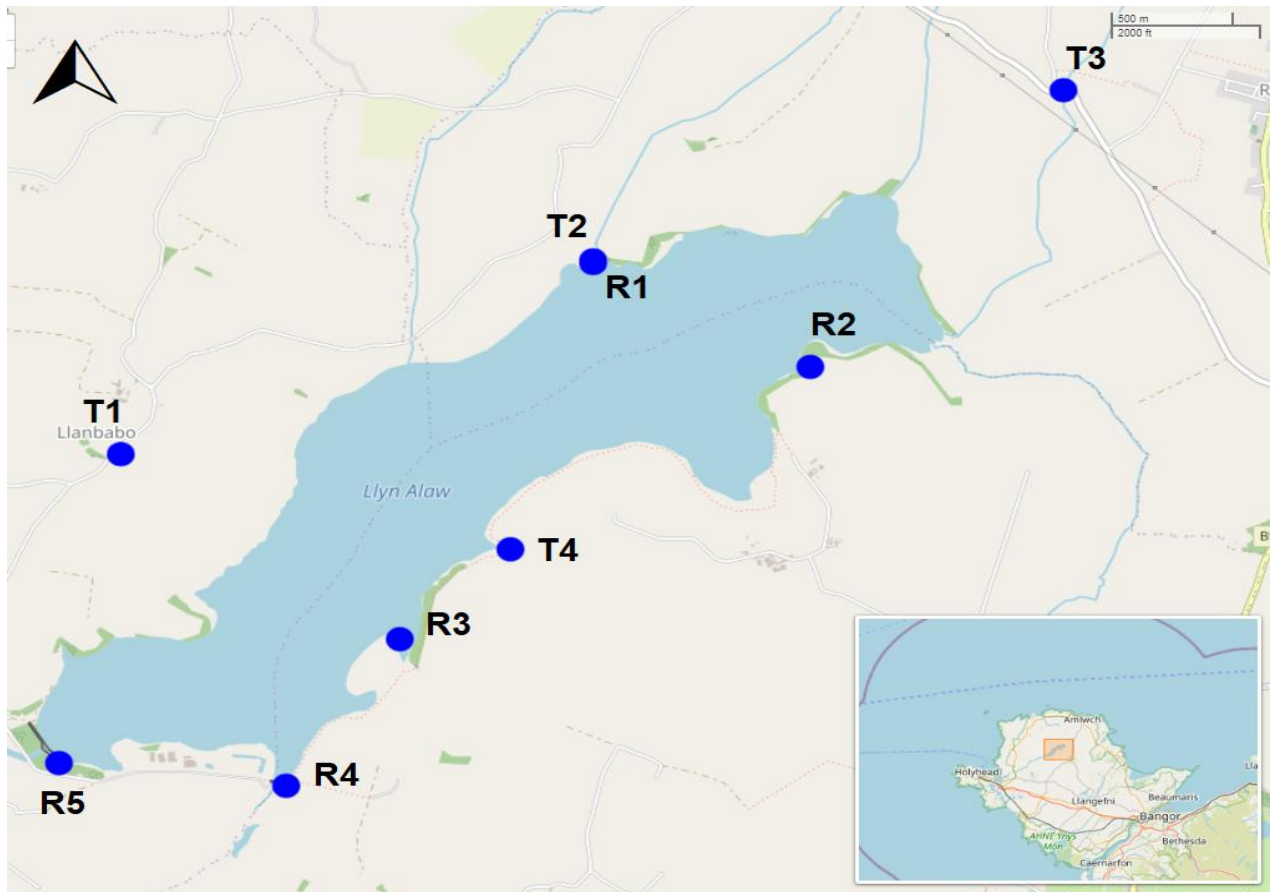 500 m
2000 ft
T3
R
T2
R1
R2
T1
Llanbabo
Llyn Alaw
T4
B5
R3
R4
R5
Amlwch
Holyhead
Llangefni
Beaumaris
Bangor
AHNE Ynys
Môn
Bethesda
Caernarfon